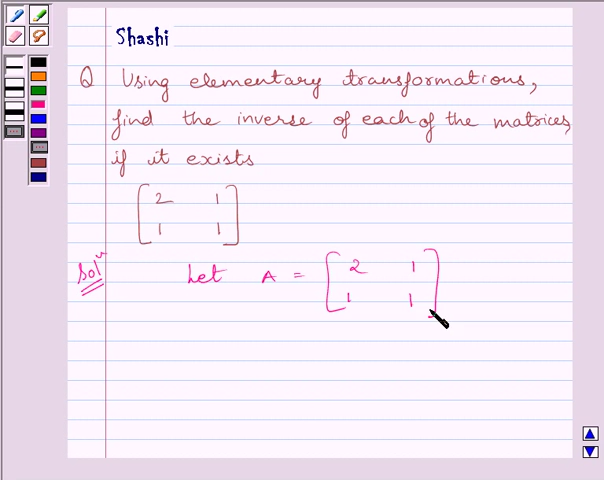 Shashi
Q Using elementary transformations,
find the inverse of each of the matrices,
if it exists
[2 1
1 1]
Solⁿ Let A = [2 1
1 1]